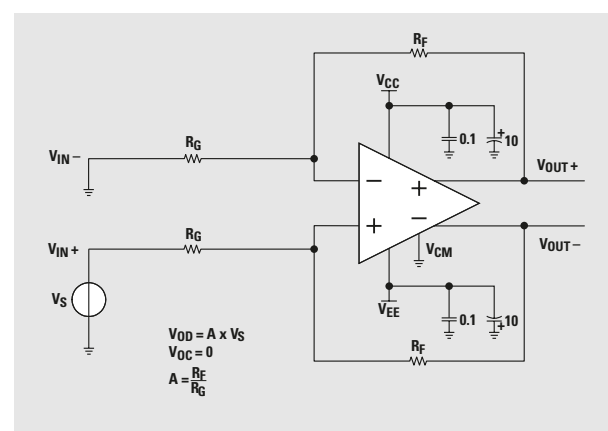 RF
VCC
RG
0.1
+
10
VIN−
VOUT+
−
+
+
−
RG
VIN+
VCM
VOUT−
VS
VEE
0.1
10
+
VOD = A x VS
VOC = 0
RF
A = RF
RG